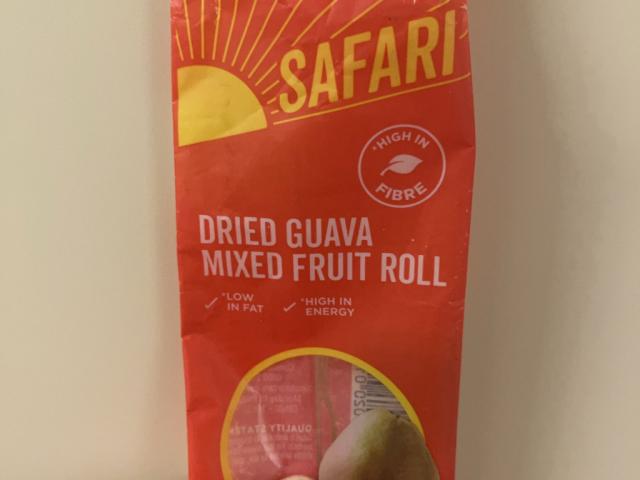 SAFARI
*HIGH IN
FIBRE
DRIED GUAVA
MIXED FRUIT ROLL
*LOW
IN FAT
*HIGH IN
ENERGY